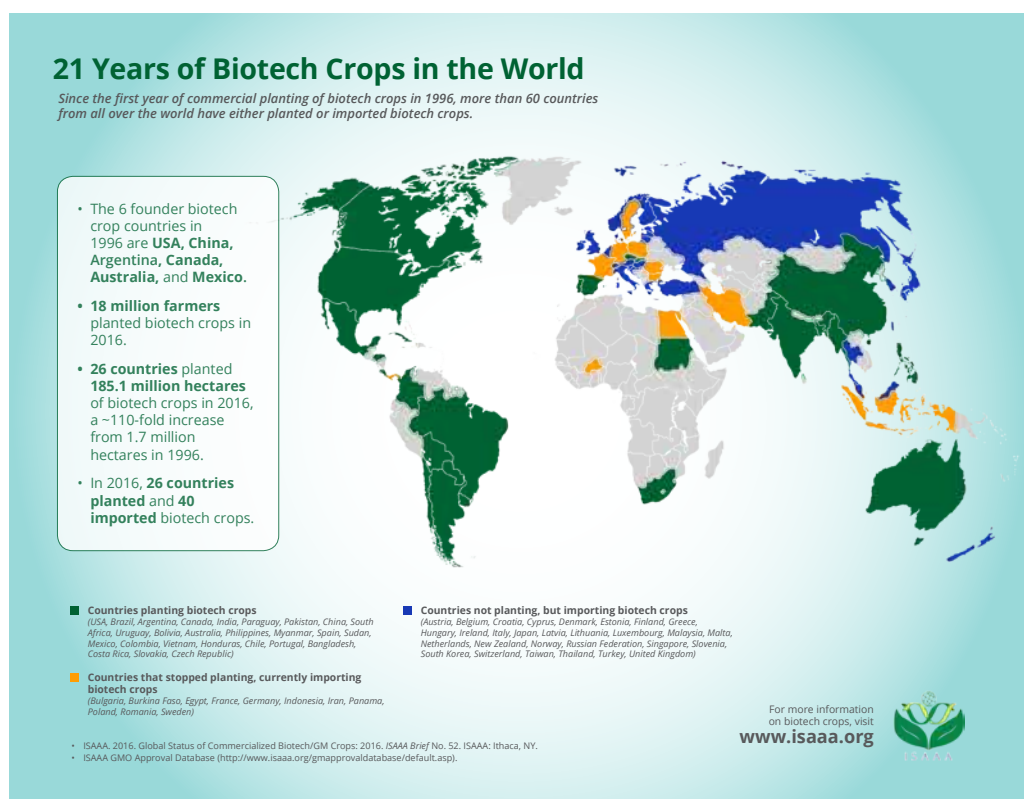 21 Years of Biotech Crops in the World
Since the first year of commercial planting of biotech crops in 1996, more than 60 countries
from all over the world have either planted or imported biotech crops.
• The 6 founder biotech
crop countries in
1996 are USA, China,
Argentina, Canada,
Australia, and Mexico.
• 18 million farmers
planted biotech crops in
2016.
• 26 countries planted
185.1 million hectares
of biotech crops in 2016,
a ~110-fold increase
from 1.7 million
hectares in 1996.
• In 2016, 26 countries
planted and 40
imported biotech crops.
Countries planting biotech crops
(USA, Brazil, Argentina, Canada, India, Paraguay, Pakistan, China, South
Africa, Uruguay, Bolivia, Australia, Philippines, Myanmar, Spain, Sudan,
Mexico, Colombia, Vietnam, Honduras, Chile, Portugal, Bangladesh,
Costa Rica, Slovakia, Czech Republic)
Countries that stopped planting, currently importing
biotech crops
(Bulgaria, Burkina Faso, Egypt, France, Germany, Indonesia, Iran, Panama,
Poland, Romania, Sweden)
Countries not planting, but importing biotech crops
(Austria, Belgium, Croatia, Cyprus, Denmark, Estonia, Finland, Greece,
Hungary, Ireland, Italy, Japan, Latvia, Lithuania, Luxembourg, Malaysia, Malta,
Netherlands, New Zealand, Norway, Russian Federation, Singapore, Slovenia,
South Korea, Switzerland, Taiwan, Thailand, Turkey, United Kingdom)
• ISAAA. 2016. Global Status of Commercialized Biotech/GM Crops: 2016. ISAAA Brief No. 52. ISAAA: Ithaca, NY.
• ISAAA GMO Approval Database (http://www.isaaa.org/gmapprovaldatabase/default.asp).
For more information
on biotech crops, visit
www.isaaa.org
ISAAA